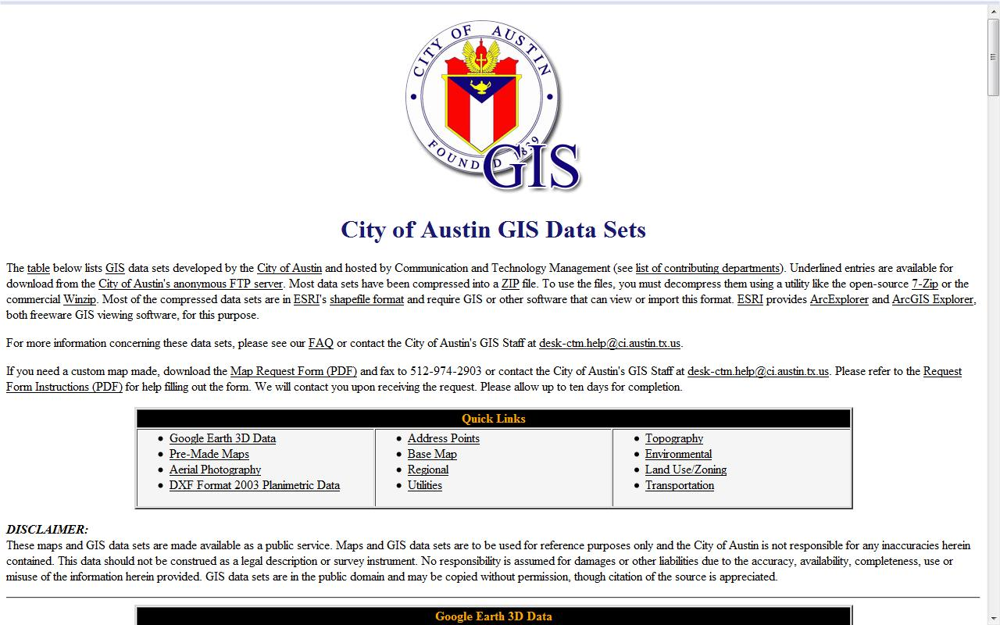 CITY OF AUSTIN
FOUNDED 1839
GIS
City of Austin GIS Data Sets
The table below lists GIS data sets developed by the City of Austin and hosted by Communication and Technology Management (see list of contributing departments). Underlined entries are available for
download from the City of Austin's anonymous FTP server. Most data sets have been compressed into a ZIP file. To use the files, you must decompress them using a utility like the open-source 7-Zip or the
commercial Winzip. Most of the compressed data sets are in ESRI's shapefile format and require GIS or other software that can view or import this format. ESRI provides ArcExplorer and ArcGIS Explorer,
both freeware GIS viewing software, for this purpose.
For more information concerning these data sets, please see our FAQ or contact the City of Austin's GIS Staff at desk-ctm.help@ci.austin.tx.us.
If you need a custom map made, download the Map Request Form (PDF) and fax to 512-974-2903 or contact the City of Austin's GIS Staff at desk-ctm.help@ci.austin.tx.us. Please refer to the Request
Form Instructions (PDF) for help filling out the form. We will contact you upon receiving the request. Please allow up to ten days for completion.
Quick Links
Google Earth 3D Data
Pre-Made Maps
Aerial Photography
DXF Format 2003 Planimetric Data
Address Points
Base Map
Regional
Utilities
Topography
Environmental
Land Use/Zoning
Transportation
DISCLAIMER:
These maps and GIS data sets are made available as a public service. Maps and GIS data sets are to be used for reference purposes only and the City of Austin is not responsible for any inaccuracies herein
contained. This data should not be construed as a legal description or survey instrument. No responsibility is assumed for damages or other liabilities due to the accuracy, availability, completeness, use or
misuse of the information herein provided. GIS data sets are in the public domain and may be copied without permission, though citation of the source is appreciated.
Google Earth 3D Data